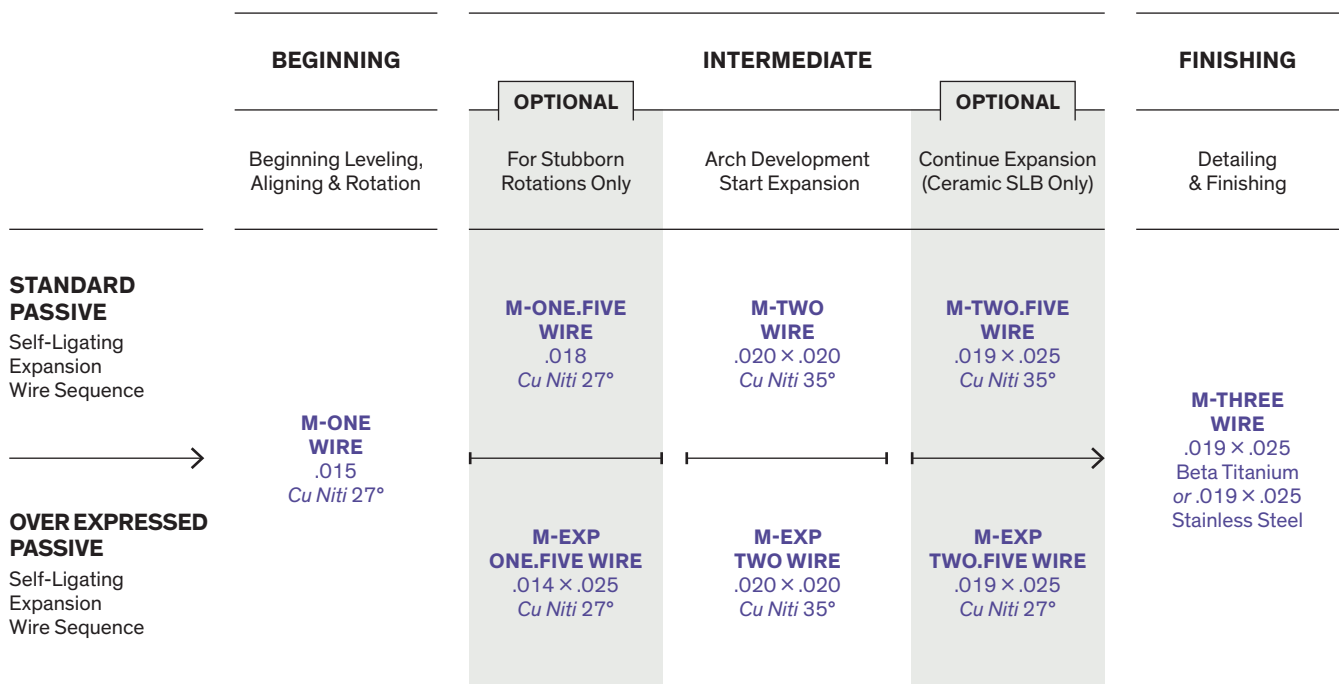 BEGINNING
INTERMEDIATE
FINISHING
OPTIONAL
OPTIONAL
Beginning Leveling,
Aligning & Rotation
For Stubborn
Rotations Only
Arch Development
Start Expansion
Continue Expansion
(Ceramic SLB Only)
Detailing
& Finishing
STANDARD
PASSIVE
Self-Ligating
Expansion
Wire Sequence
M-ONE
WIRE
.015
Cu Niti 27°
M-ONE.FIVE
WIRE
.018
Cu Niti 27°
M-TWO
WIRE
.020 × .020
Cu Niti 35°
M-TWO.FIVE
WIRE
.019 × .025
Cu Niti 35°
M-THREE
WIRE
.019 × .025
Beta Titanium
or .019 × .025
Stainless Steel
OVER EXPRESSED
PASSIVE
Self-Ligating
Expansion
Wire Sequence
M-EXP
ONE.FIVE WIRE
.014 × .025
Cu Niti 27°
M-EXP
TWO WIRE
.020 × .020
Cu Niti 35°
M-EXP
TWO.FIVE WIRE
.019 × .025
Cu Niti 27°